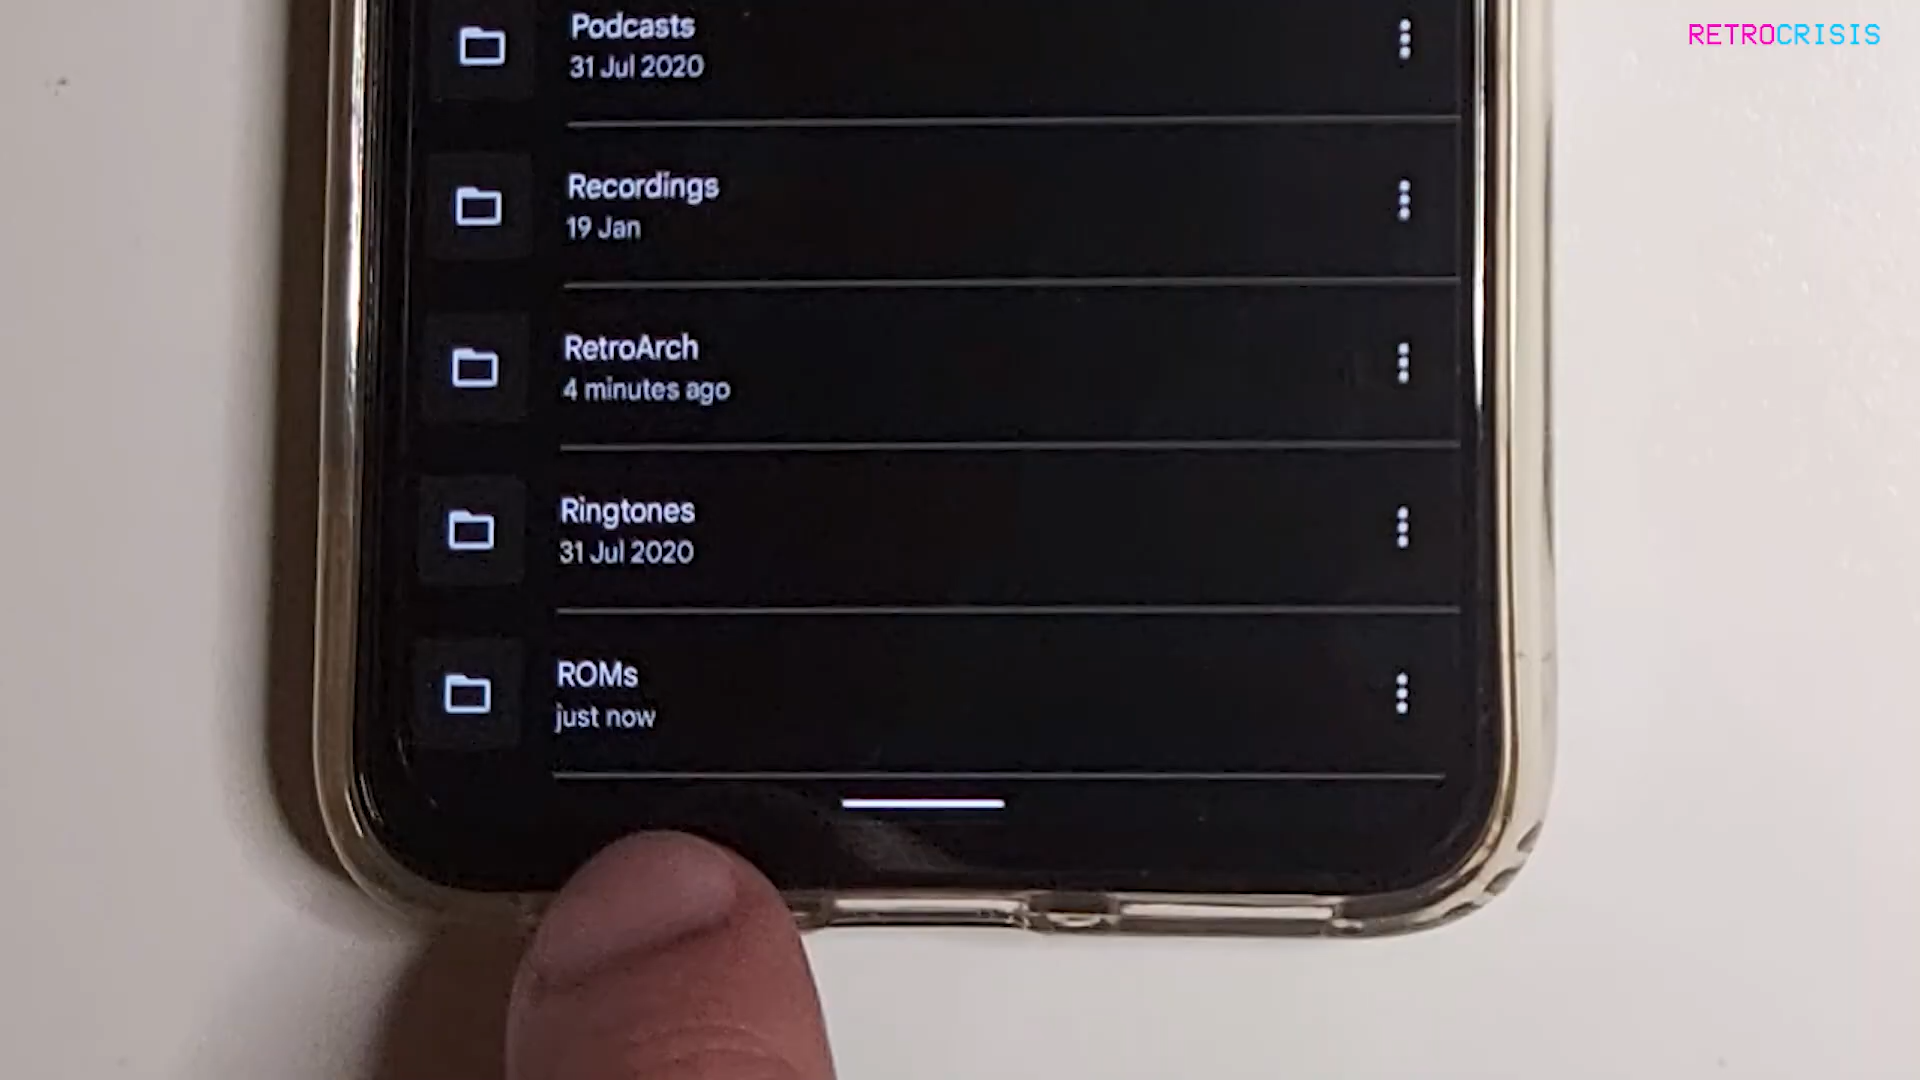 RETROCRISIS
Podcasts
31 Jul 2020
Recordings
19 Jan
RetroArch
4 minutes ago
Ringtones
31 Jul 2020
ROMs
just now